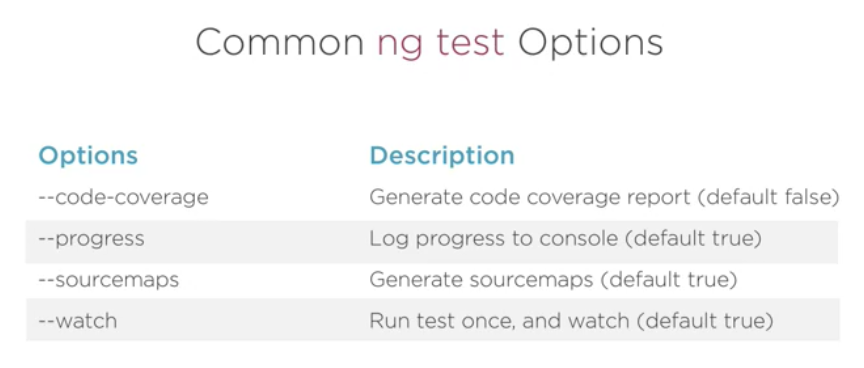 Common ng test Options
Options Description
--code-coverage Generate code coverage report (default false)
--progress Log progress to console (default true)
--sourcemaps Generate sourcemaps (default true)
--watch Run test once, and watch (default true)